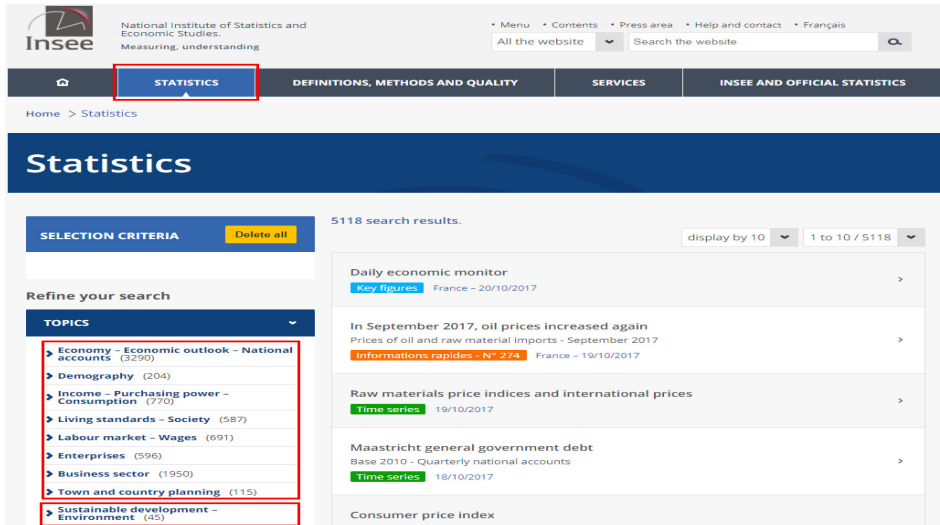 Insee
National Institute of Statistics and
Economic Studies.
Measuring, understanding
• Menu • Contents • Press area • Help and contact • Français
All the website
Search the website
STATISTICS
DEFINITIONS, METHODS AND QUALITY
SERVICES
INSEE AND OFFICIAL STATISTICS
Home > Statistics
Statistics
SELECTION CRITERIA
Delete all
Refine your search
TOPICS
Economy – Economic outlook – National
accounts (3290)
Demography (204)
Income – Purchasing power –
Consumption (770)
Living standards – Society (587)
Labour market – Wages (691)
Enterprises (596)
Business sector (1950)
Town and country planning (115)
Sustainable development –
Environment (45)
5118 search results.
display by 10
1 to 10 / 5118
Daily economic monitor
Key figures France – 20/10/2017
In September 2017, oil prices increased again
Prices of oil and raw material imports - September 2017
Informations rapides - N° 274 France – 19/10/2017
Raw materials price indices and international prices
Time series 19/10/2017
Maastricht general government debt
Base 2010 - Quarterly national accounts
Time series 18/10/2017
Consumer price index